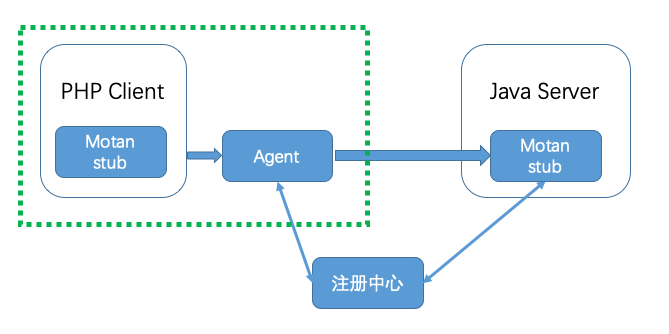 PHP Client
Motan
stub
Agent
Java Server
Motan
stub
注册中心